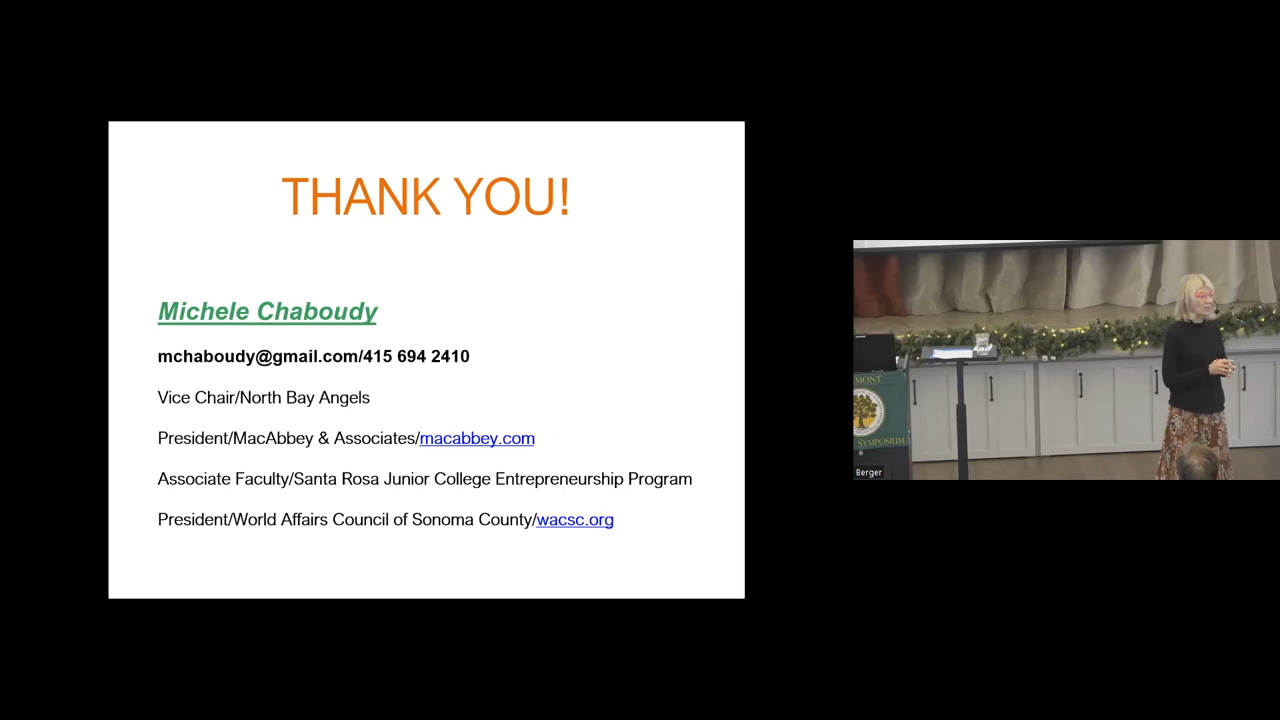 THANK YOU!
Michele Chaboudy
mchaboudy@gmail.com/415 694 2410
Vice Chair/North Bay Angels
President/MacAbbey & Associates/macabbey.com
Associate Faculty/Santa Rosa Junior College Entrepreneurship Program
President/World Affairs Council of Sonoma County/wacsc.org
MONT
SYMPOSIUM
Berger